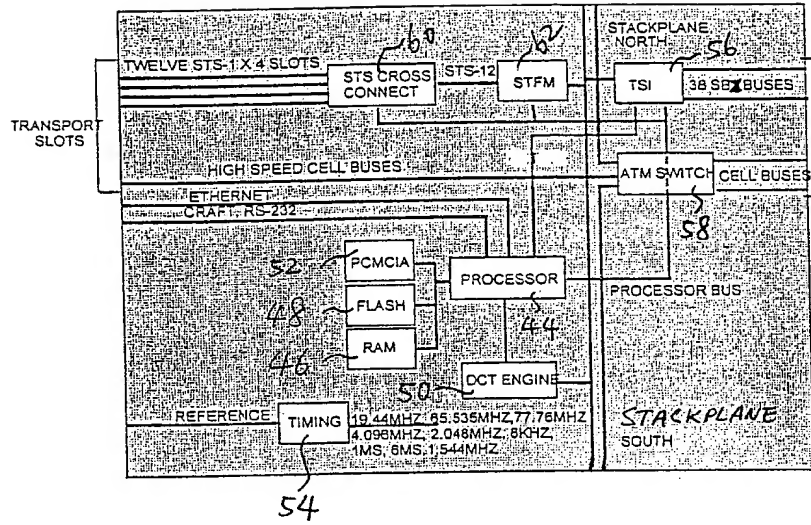 60
62
STACKPLANE
NORTH
56
TWELVE STS-1 X 4 SLOTS
STS CROSS
CONNECT
STS-12
STFM
TSI
38 SBX BUSES
TRANSPORT
SLOTS
HIGH SPEED CELL BUSES
ATM SWITCH
CELL BUSES
58
ETHERNET
CRAFT, RS-232
52
PCMCIA
PROCESSOR
PROCESSOR BUS
44
48
FLASH
46
RAM
50
DCT ENGINE
REFERENCE
TIMING
19.44MHZ, 65.535MHZ,77.76MHZ
4.096MHZ, 2.048MHZ, 8KHZ,
1MS, 6MS,1,544MHZ
STACKPLANE
SOUTH
54